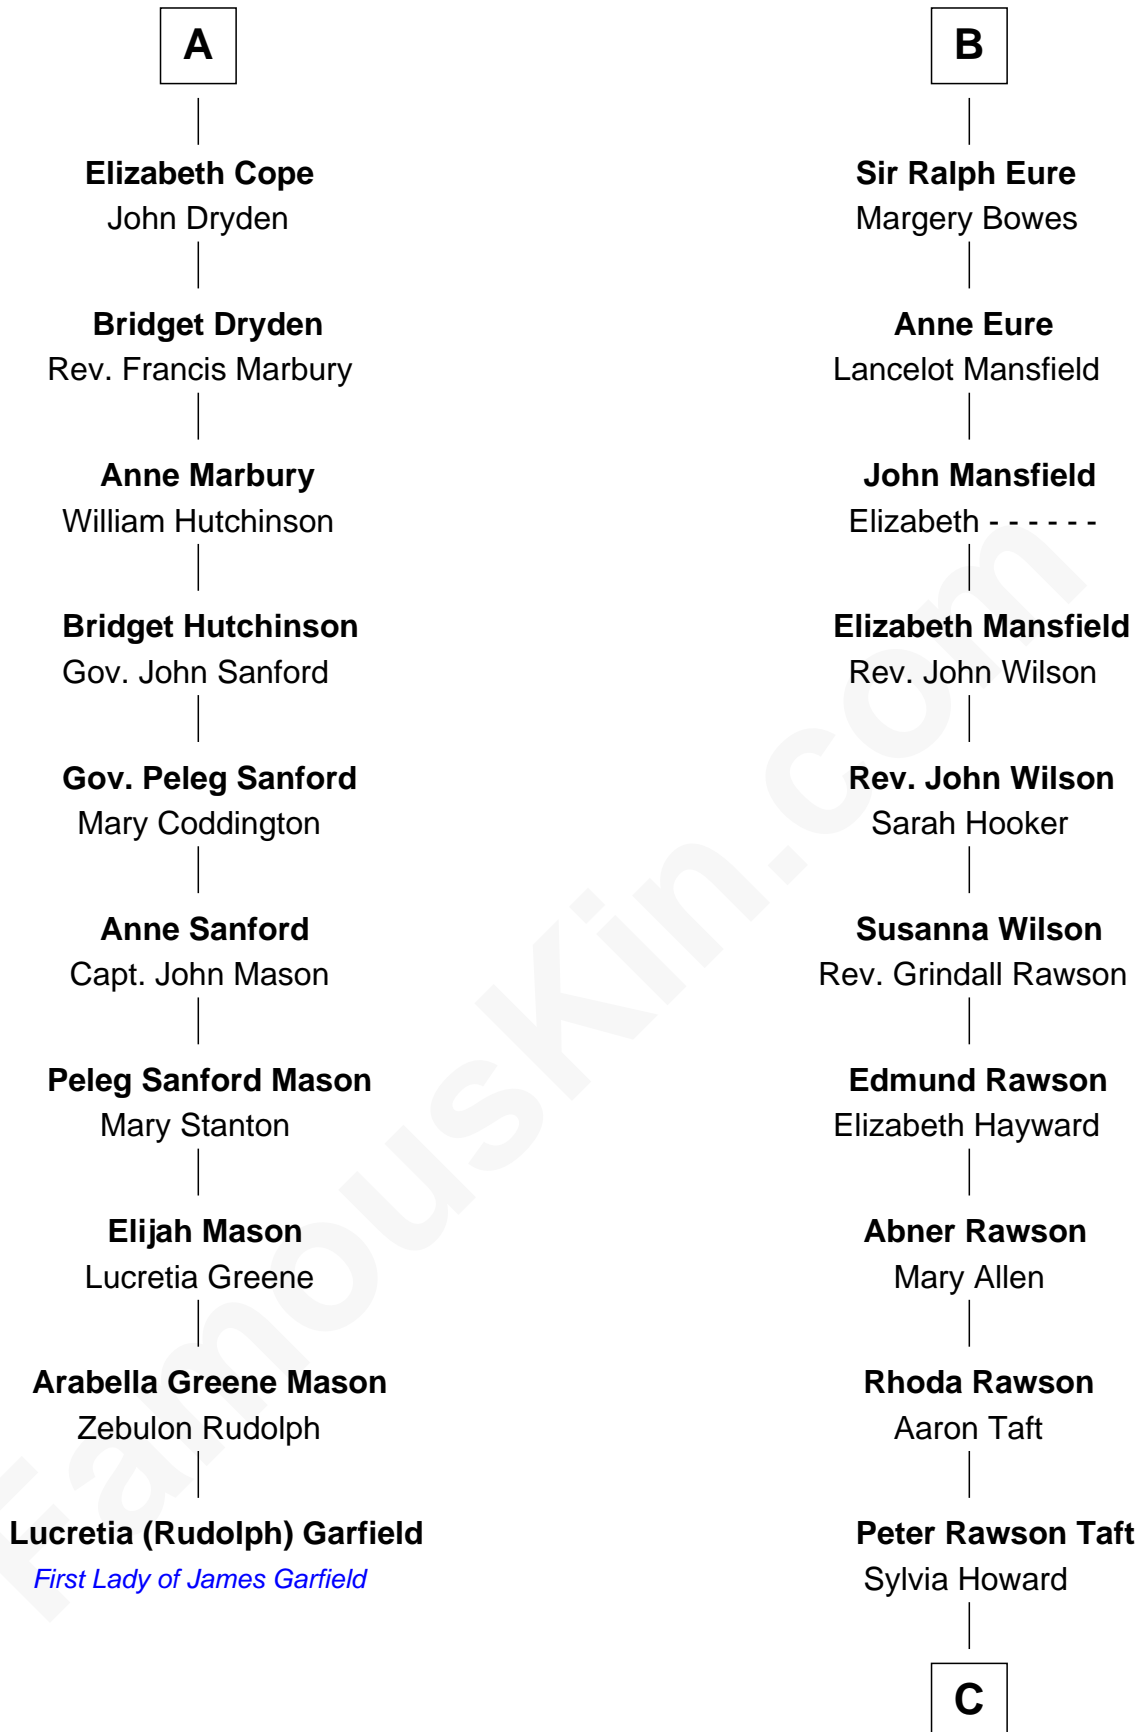 A
Elizabeth Cope
John Dryden
Bridget Dryden
Rev. Francis Marbury
Anne Marbury
William Hutchinson
Bridget Hutchinson
Gov. John Sanford
Gov. Peleg Sanford
Mary Coddington
Anne Sanford
Capt. John Mason
Peleg Sanford Mason
Mary Stanton
Elijah Mason
Lucretia Greene
Arabella Greene Mason
Zebulon Rudolph
Lucretia (Rudolph) Garfield
First Lady of James Garfield
B
Sir Ralph Eure
Margery Bowes
Anne Eure
Lancelot Mansfield
John Mansfield
Elizabeth - - - - - -
Elizabeth Mansfield
Rev. John Wilson
Rev. John Wilson
Sarah Hooker
Susanna Wilson
Rev. Grindall Rawson
Edmund Rawson
Elizabeth Hayward
Abner Rawson
Mary Allen
Rhoda Rawson
Aaron Taft
Peter Rawson Taft
Sylvia Howard
C
FamousKin.com